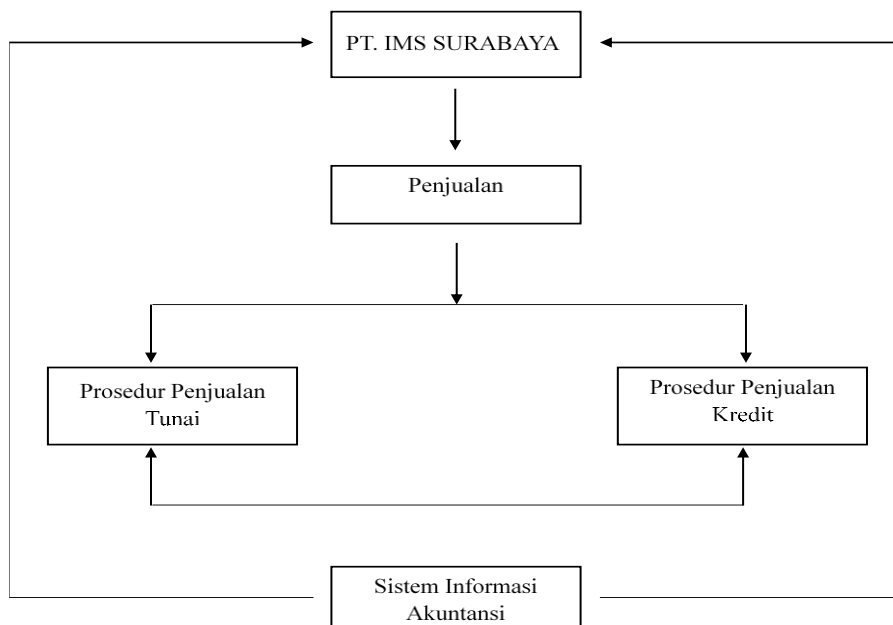 PT. IMS SURABAYA
Penjualan
Prosedur Penjualan
Tunai
Prosedur Penjualan
Kredit
Sistem Informasi
Akuntansi